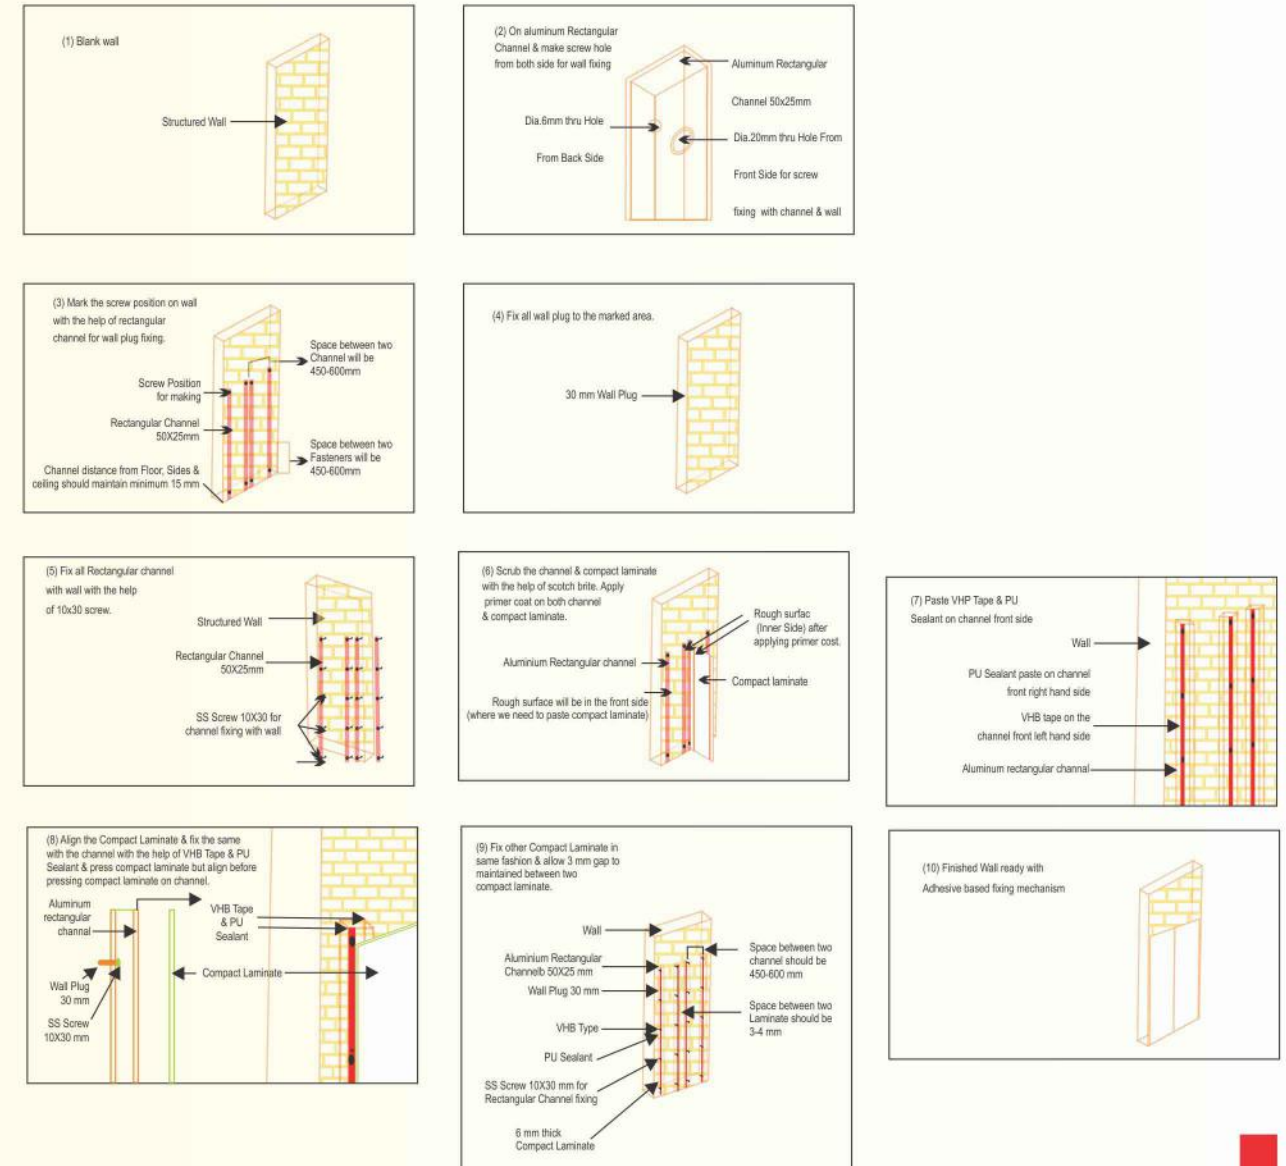 (1) Blank wall
Structured Wall
(2) On aluminum Rectangular
Channel & make screw hole
from both side for wall fixing
Aluminum Rectangular
Channel 50x25mm
Dia.6mm thru Hole
From Back Side
Dia.20mm thru Hole From
Front Side for screw
fixing with channel & wall
(3) Mark the screw position on wall
with the help of rectangular
channel for wall plug fixing.
Space between two
Channel will be
450-600mm
Screw Position
for making
Rectangular Channel
50X25mm
Space between two
Fasteners will be
450-600mm
Channel distance from Floor, Sides &
ceiling should maintain minimum 15 mm
(4) Fix all wall plug to the marked area.
30 mm Wall Plug
(5) Fix all Rectangular channel
with wall with the help
of 10x30 screw.
Structured Wall
Rectangular Channel
50X25mm
SS Screw 10X30 for
channel fixing with wall
(6) Scrub the channel & compact laminate
with the help of scotch brite. Apply
primer coat on both channel
& compact laminate.
Rough surfac
(Inner Side) after
applying primer cost.
Aluminium Rectangular channel
Compact laminate
Rough surface will be in the front side
(where we need to paste compact laminate)
(7) Paste VHP Tape & PU
Sealant on channel front side
Wall
PU Sealant paste on channel
front right hand side
VHB tape on the
channel front left hand side
Aluminum rectangular channal
(8) Align the Compact Laminate & fix the same
with the channel with the help of VHB Tape & PU
Sealant & press compact laminate but align before
pressing compact laminate on channel.
Aluminum
rectangular
channal
VHB Tape
& PU
Sealant
Compact Laminate
Wall Plug
30 mm
SS Screw
10X30 mm
(9) Fix other Compact Laminate in
same fashion & allow 3 mm gap to
maintained between two
compact laminate.
Wall
Aluminium Rectangular
Channelb 50X25 mm
Wall Plug 30 mm
VHB Type
PU Sealant
SS Screw 10X30 mm for
Rectangular Channel fixing
6 mm thick
Compact Laminate
Space between two
channel should be
450-600 mm
Space between two
Laminate should be
3-4 mm
(10) Finished Wall ready with
Adhesive based fixing mechanism